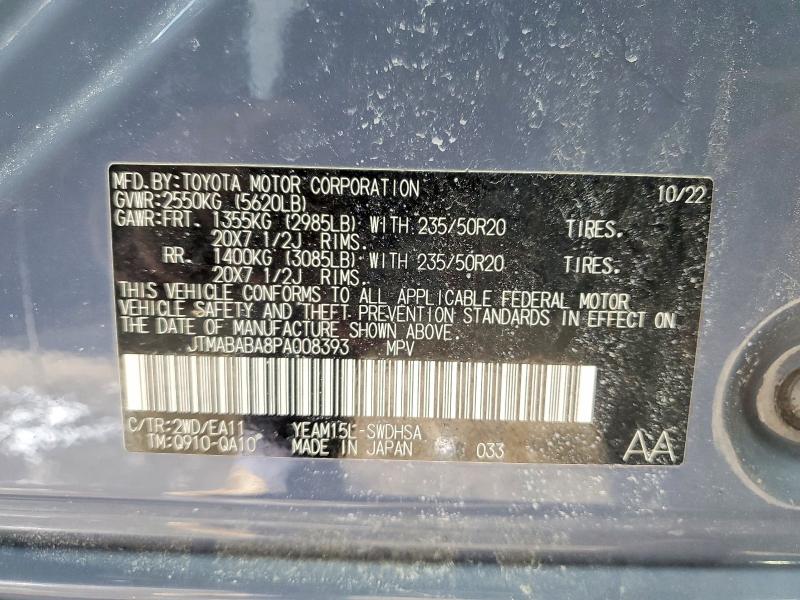 MFD. BY: TOYOTA MOTOR CORPORATION 10/22
GVWR: 2550KG (5620LB)
GAWR: FRT. 1355KG (2985LB) WITH 235/50R20 TIRES.
20X7 1/2J RIMS.
RR. 1400KG (3085LB) WITH 235/50R20 TIRES.
20X7 1/2J RIMS.
THIS VEHICLE CONFORMS TO ALL APPLICABLE FEDERAL MOTOR
VEHICLE SAFETY AND THEFT PREVENTION STANDARDS IN EFFECT ON
THE DATE OF MANUFACTURE SHOWN ABOVE.
JTMABABA8PA008393 MPV
C/TR: 2WD/EA11 YEAM15L-SWDHSA
TM: Q910-QA10 MADE IN JAPAN 033 AA